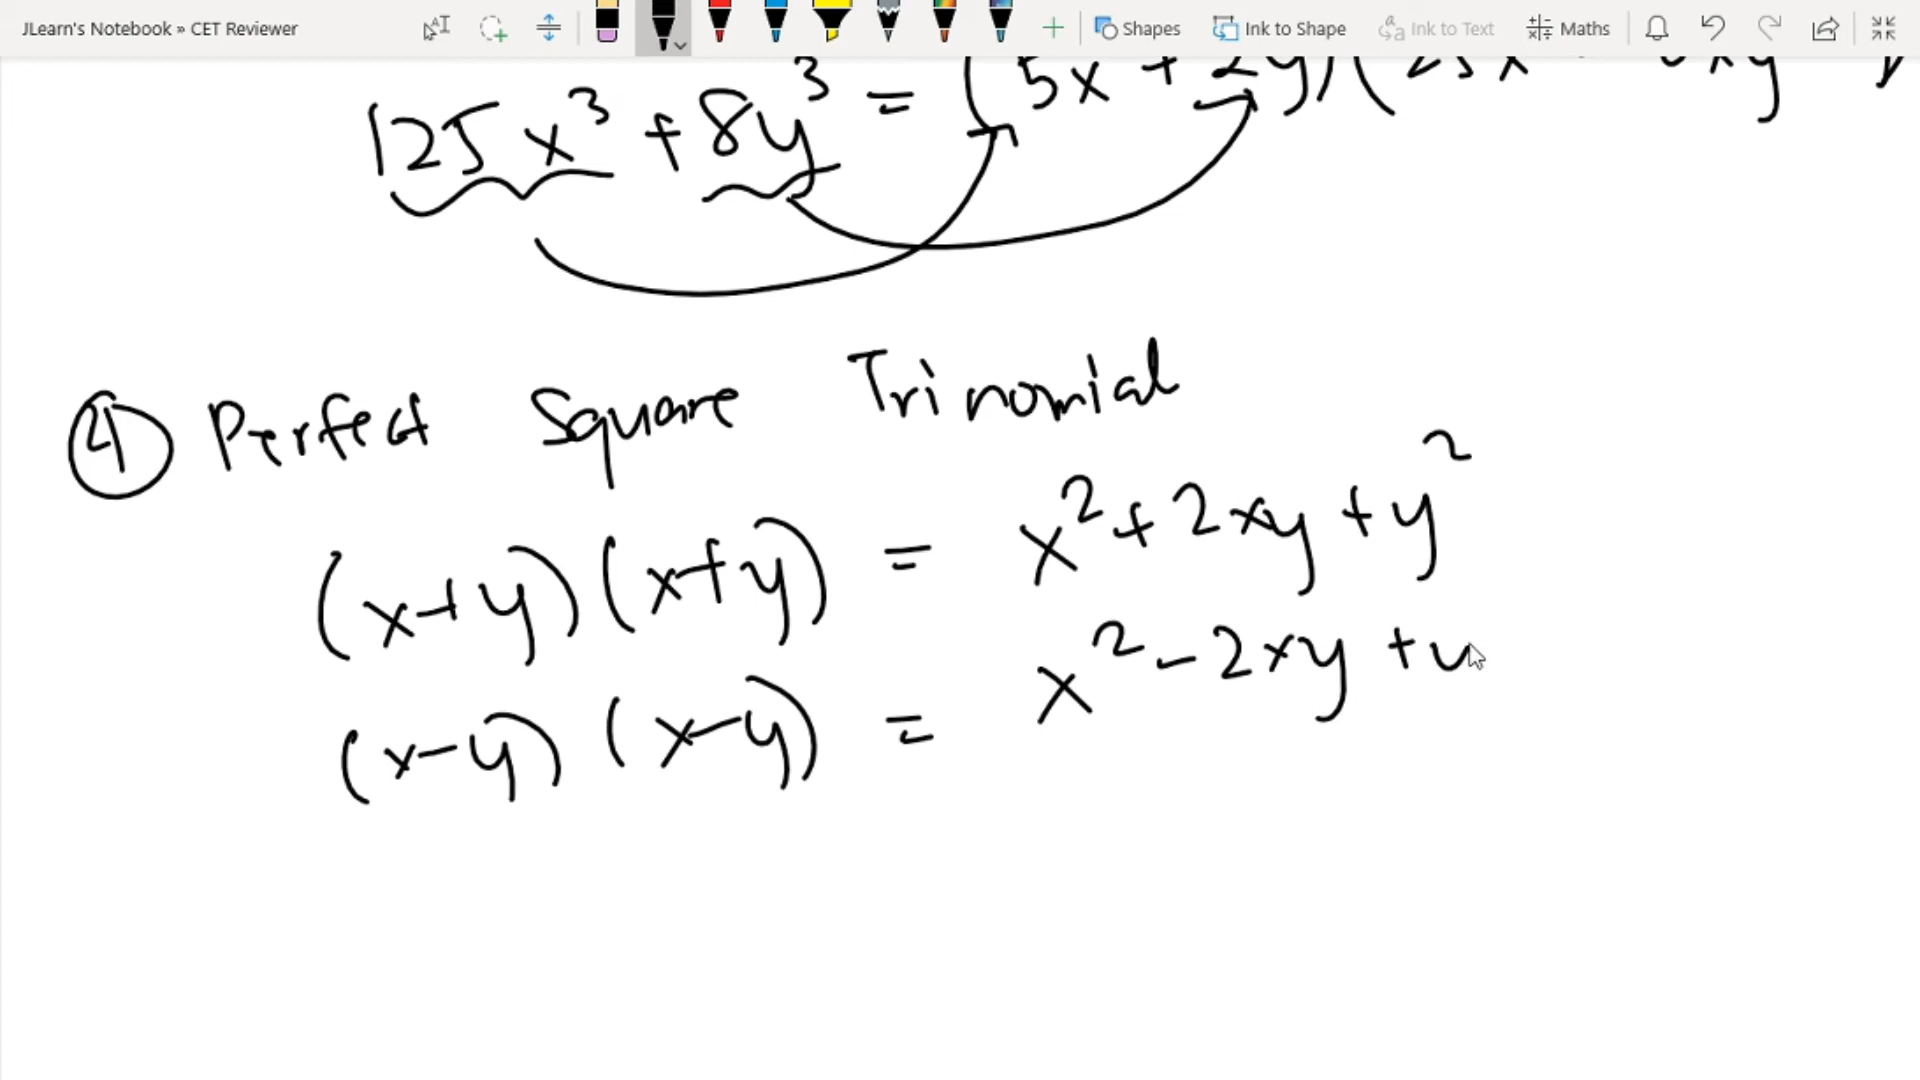 JLearn's Notebook » CET Reviewer Shapes Ink to Shape Ink to Text Maths
125x³ + 8y³ = (5x + 2y)(25x
④ Perfect Square Trinomial
(x+y)(x+y) = x² + 2xy + y²
(x-y)(x-y) = x² - 2xy +